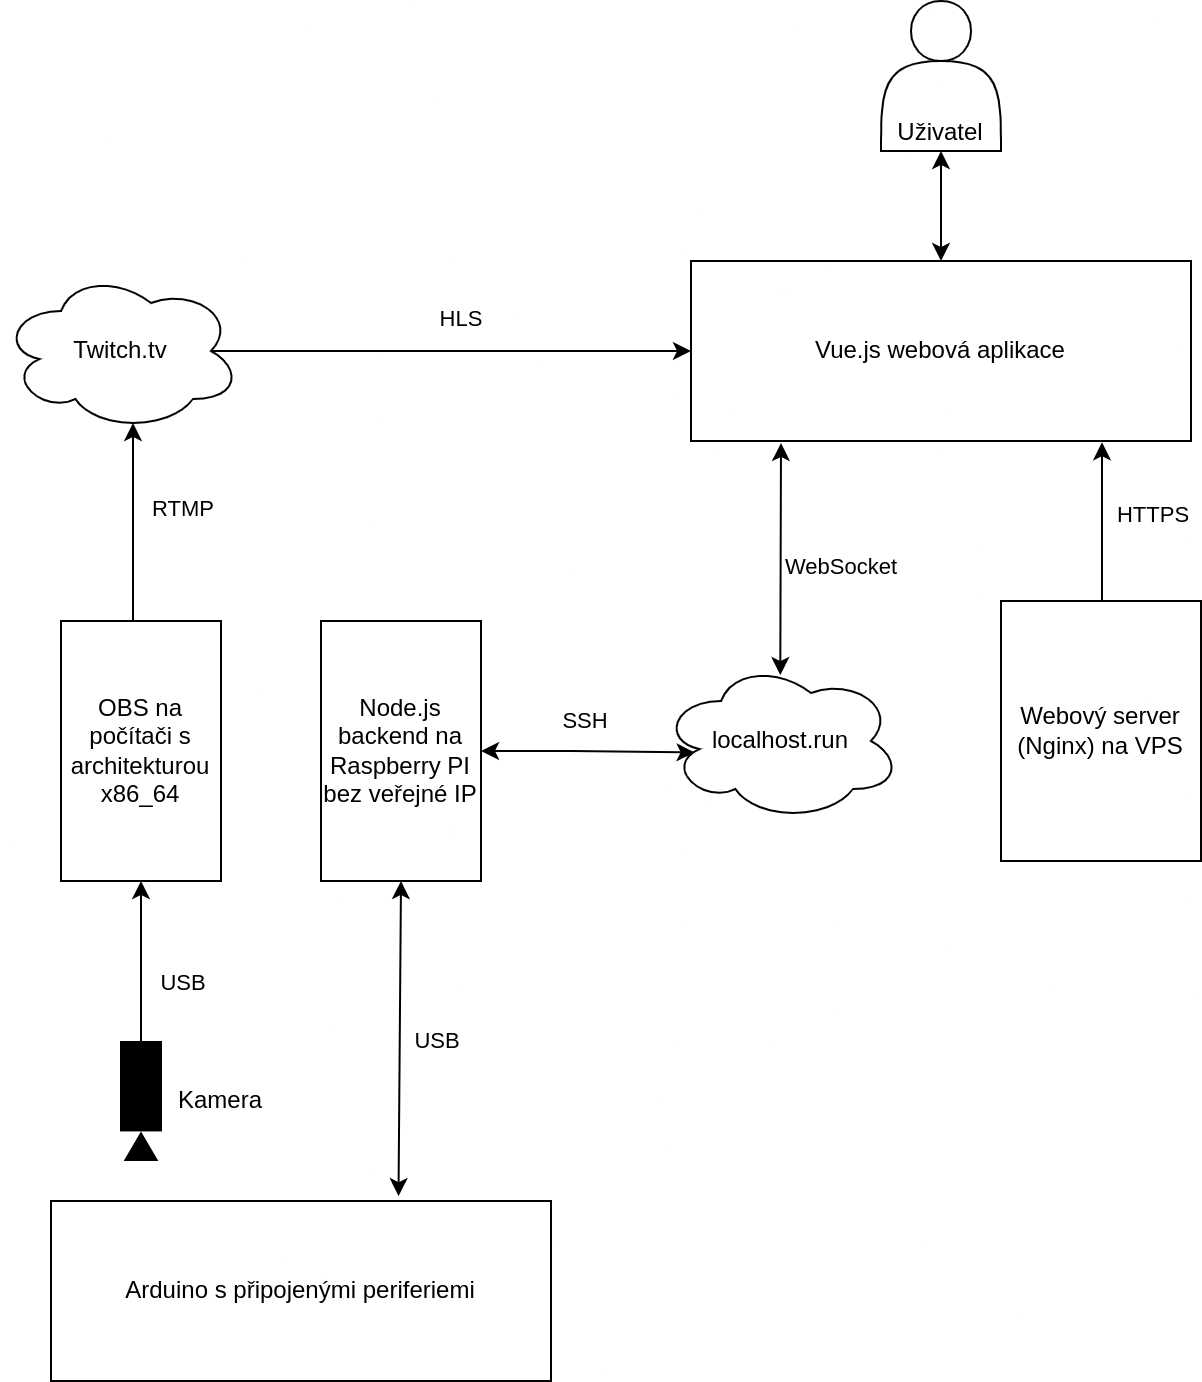 Uživatel
HLS
Twitch.tv
Vue.js webová aplikace
RTMP
HTTPS
WebSocket
OBS na
počítači s
architekturou
x86_64
Node.js
backend na
Raspberry PI
bez veřejné IP
SSH
localhost.run
Webový server
(Nginx) na VPS
USB
USB
Kamera
Arduino s připojenými periferiemi